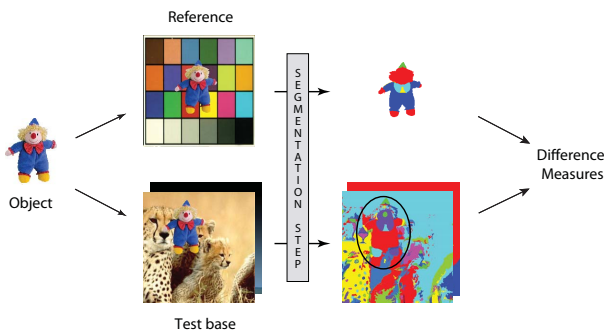 Reference
SEGMENTATION STEP
Object
Difference
Measures
Test base